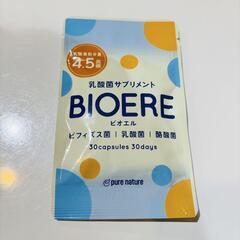 4.5
乳酸菌サプリメント
BIOERE
ビオエル
ビフィズス菌 | 乳酸菌 | 酪酸菌
30capsules 30days
pure nature